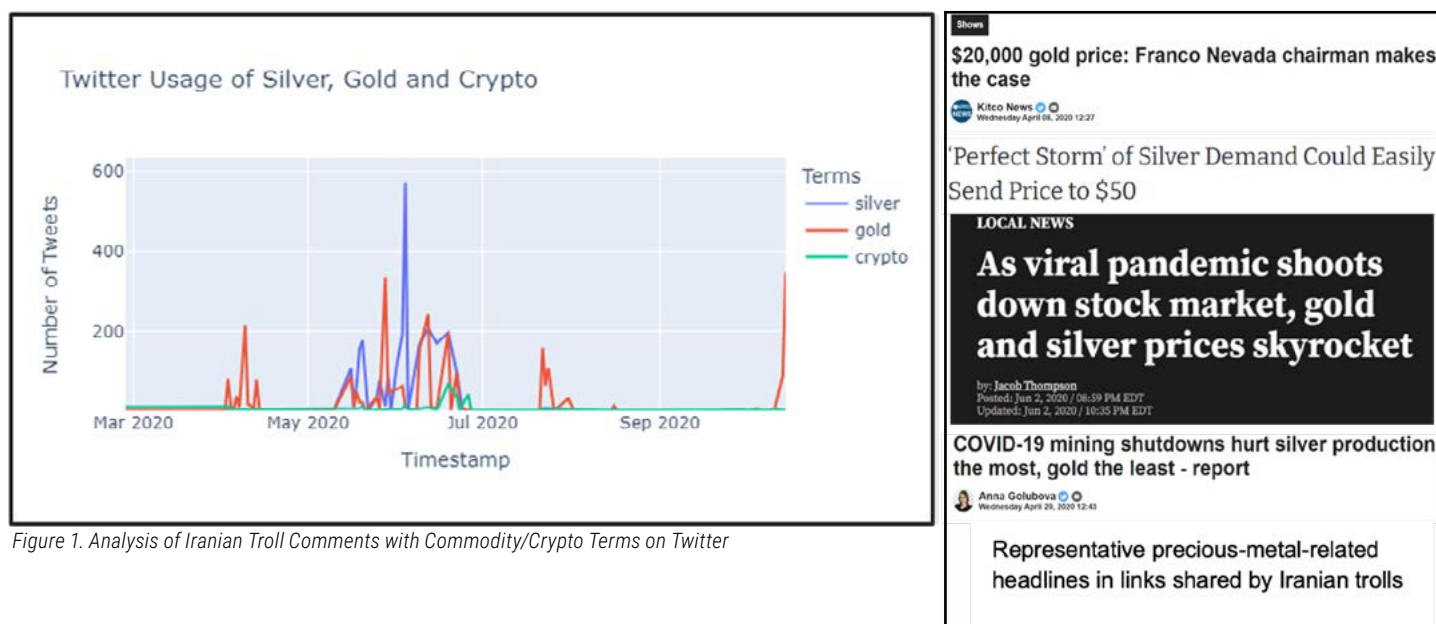 Twitter Usage of Silver, Gold and Crypto
600
400
200
Number of Tweets
Mar 2020
May 2020
Jul 2020
Sep 2020
Timestamp
Terms
silver
gold
crypto
Figure 1. Analysis of Iranian Troll Comments with Commodity/Crypto Terms on Twitter
Shows
$20,000 gold price: Franco Nevada chairman makes
the case
Kitco News
Wednesday April 08, 2020 12:27
'Perfect Storm' of Silver Demand Could Easily
Send Price to $50
LOCAL NEWS
As viral pandemic shoots
down stock market, gold
and silver prices skyrocket
by: Jacob Thompson
Posted: Jun 2, 2020 / 08:59 PM EDT
Updated: Jun 2, 2020 / 10:35 PM EDT
COVID-19 mining shutdowns hurt silver production
the most, gold the least - report
Anna Golubova
Wednesday April 29, 2020 12:43
Representative precious-metal-related
headlines in links shared by Iranian trolls